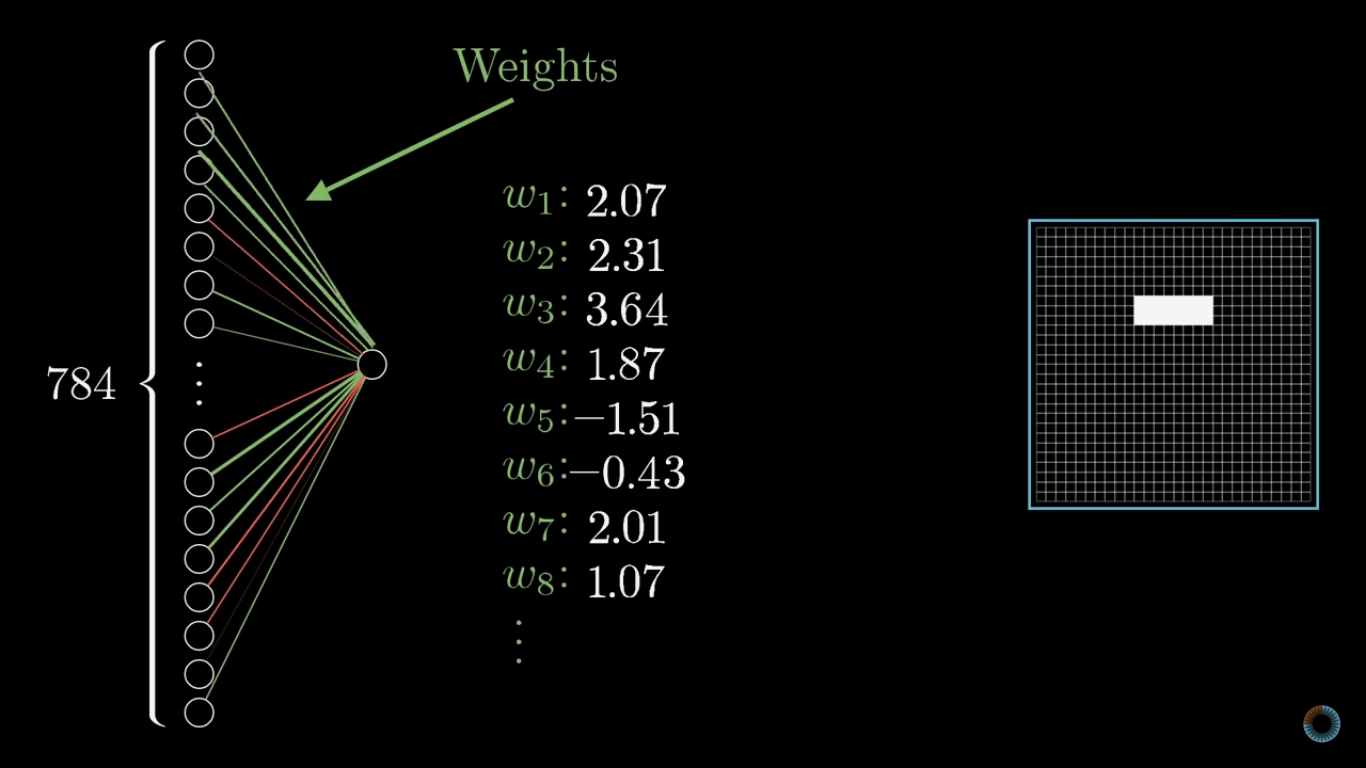 Weights
784
w₁: 2.07
w₂: 2.31
w₃: 3.64
w₄: 1.87
w₅: −1.51
w₆: −0.43
w₇: 2.01
w₈: 1.07
⋮